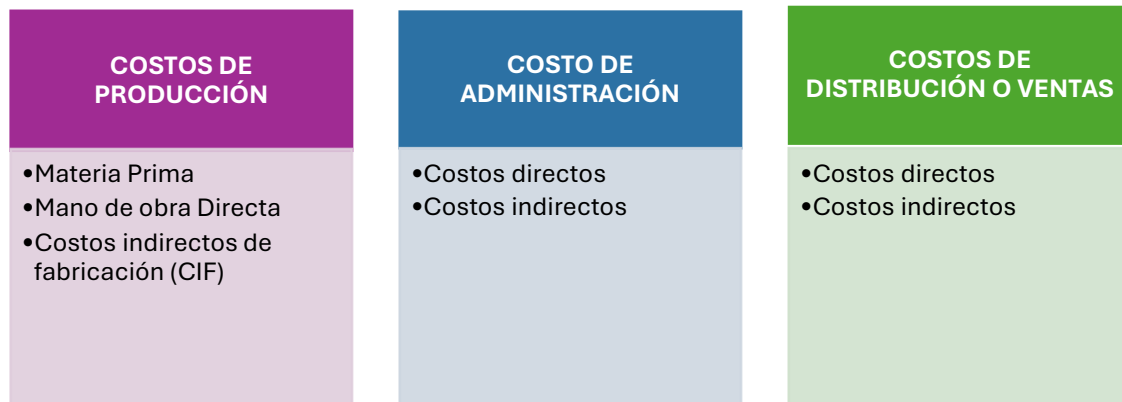 COSTOS DE
PRODUCCIÓN
•Materia Prima
•Mano de obra Directa
•Costos indirectos de
fabricación (CIF)
COSTO DE
ADMINISTRACIÓN
•Costos directos
•Costos indirectos
COSTOS DE
DISTRIBUCIÓN O VENTAS
•Costos directos
•Costos indirectos